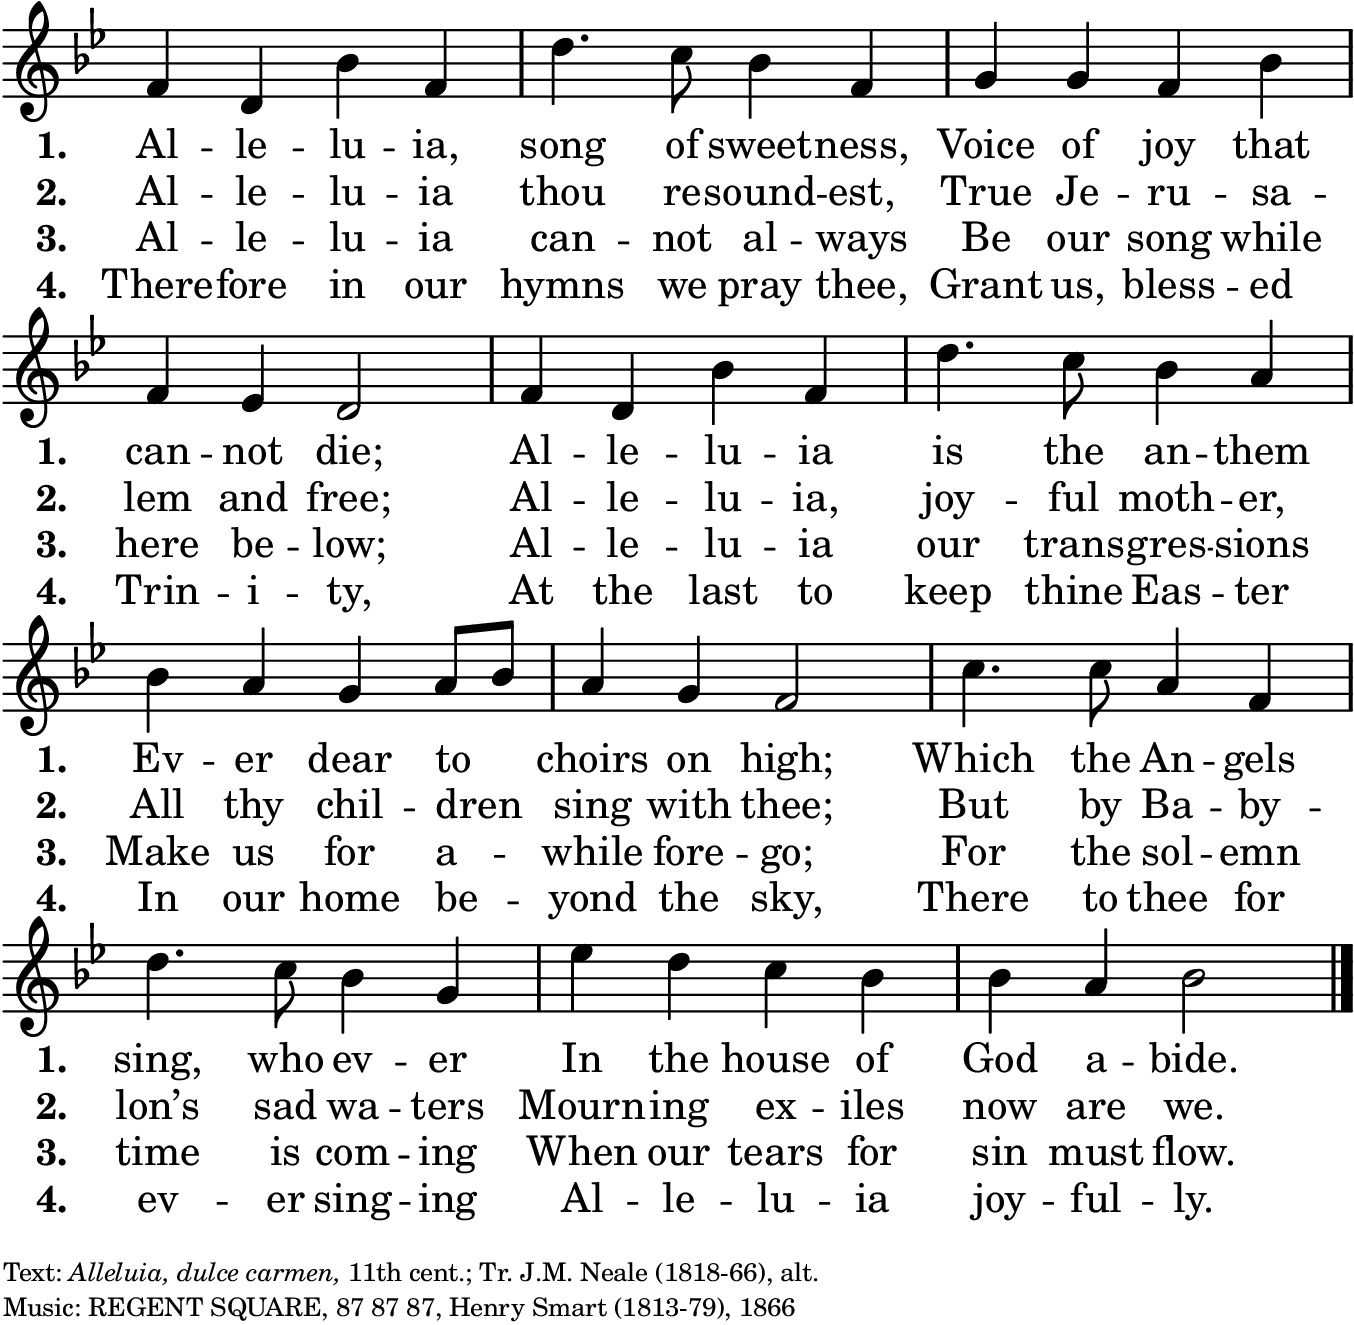 1. Al - le - lu - ia, song of sweet-ness, Voice of joy that
2. Al - le - lu - ia thou re-sound - est, True Je - ru - sa -
3. Al - le - lu - ia can - not al - ways Be our song while
4. There-fore in our hymns we pray thee, Grant us, bless - ed
1. can - not die; Al - le - lu - ia is the an - them
2. lem and free; Al - le - lu - ia, joy - ful moth - er,
3. here be - low; Al - le - lu - ia our trans-gres - sions
4. Trin - i - ty, At the last to keep thine Eas - ter
1. Ev - er dear to choirs on high; Which the An - gels
2. All thy chil - dren sing with thee; But by Ba - by -
3. Make us for a - while fore - go; For the sol - emn
4. In our home be - yond the sky, There to thee for
1. sing, who ev - er In the house of God a - bide.
2. lon’s sad wa - ters Mourn-ing ex - iles now are we.
3. time is com - ing When our tears for sin must flow.
4. ev - er sing - ing Al - le - lu - ia joy - ful - ly.
Text: Alleluia, dulce carmen, 11th cent.; Tr. J.M. Neale (1818-66), alt.
Music: REGENT SQUARE, 87 87 87, Henry Smart (1813-79), 1866